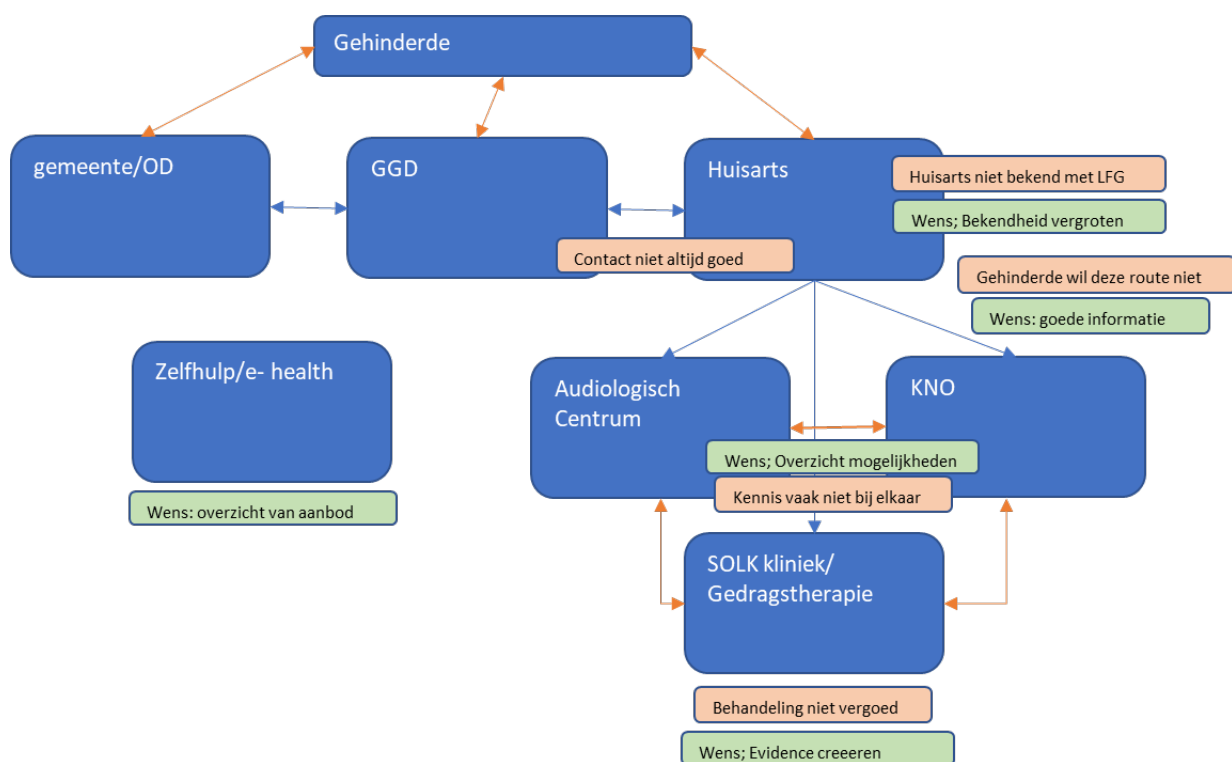 Gehinderde
gemeente/OD
GGD
Huisarts
Huisarts niet bekend met LFG
Wens; Bekendheid vergroten
Contact niet altijd goed
Gehinderde wil deze route niet
Wens: goede informatie
Zelfhulp/e- health
Audiologisch
Centrum
KNO
Wens; Overzicht mogelijkheden
Kennis vaak niet bij elkaar
Wens: overzicht van aanbod
SOLK kliniek/
Gedragstherapie
Behandeling niet vergoed
Wens; Evidence creeeren